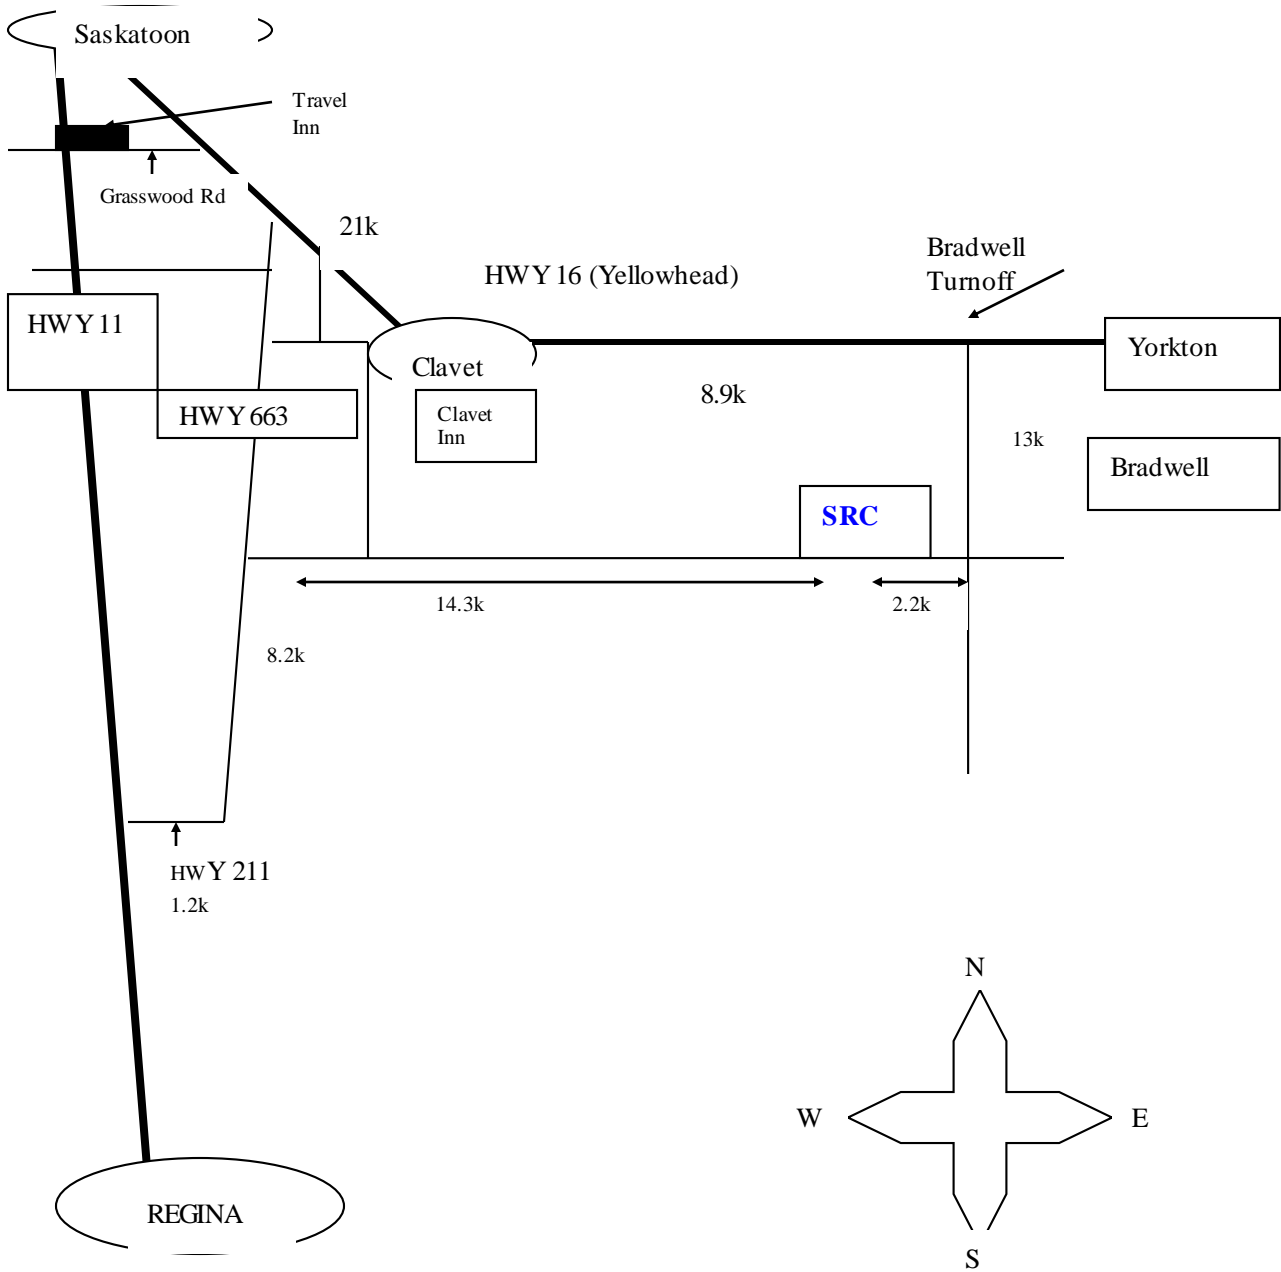 Saskatoon
Travel
Inn
Grasswood Rd
21k
Bradwell
Turnoff
HWY 16 (Yellowhead)
HWY 11
Yorkton
Clavet
8.9k
HWY 663
Clavet
Inn
13k
Bradwell
SRC
14.3k
2.2k
8.2k
HWY 211
1.2k
N
W
E
REGINA
S